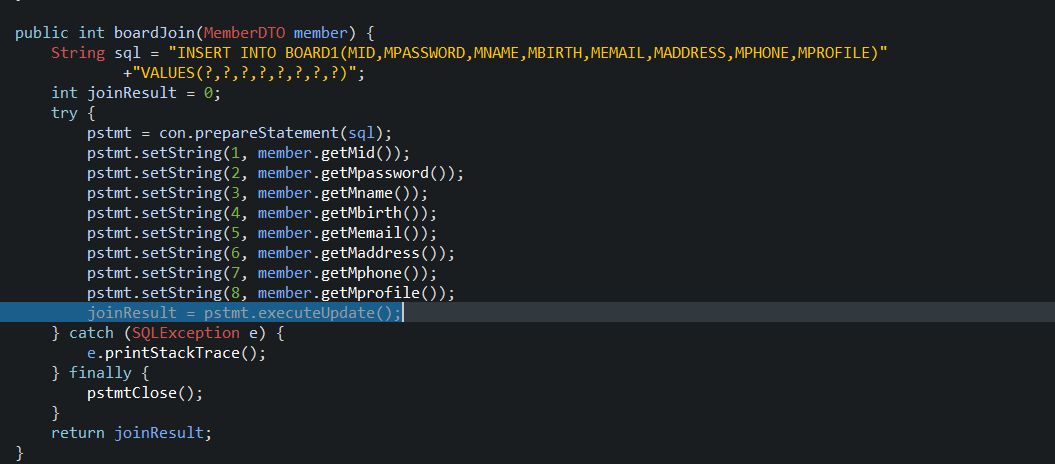 public int boardJoin(MemberDTO member) {
String sql = "INSERT INTO BOARD1(MID,MPASSWORD,MNAME,MBIRTH,MEMAIL,MADDRESS,MPHONE,MPROFILE)"
+"VALUES(?,?,?,?,?,?,?,?)";
int joinResult = 0;
try {
pstmt = con.prepareStatement(sql);
pstmt.setString(1, member.getMid());
pstmt.setString(2, member.getMpassword());
pstmt.setString(3, member.getMname());
pstmt.setString(4, member.getMbirth());
pstmt.setString(5, member.getMemail());
pstmt.setString(6, member.getMaddress());
pstmt.setString(7, member.getMphone());
pstmt.setString(8, member.getMprofile());
joinResult = pstmt.executeUpdate();
} catch (SQLException e) {
e.printStackTrace();
} finally {
pstmtClose();
}
return joinResult;
}